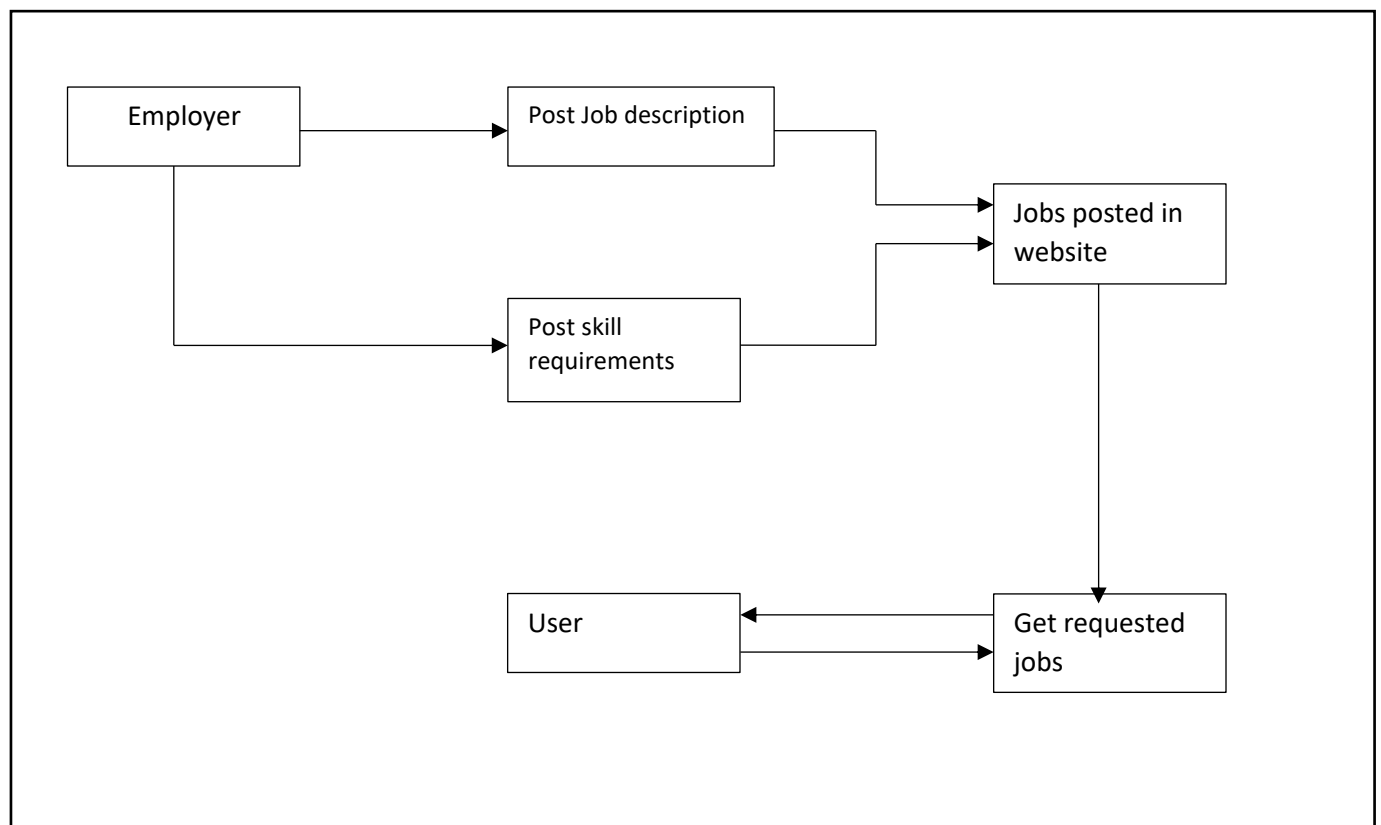 Employer
Post Job description
Jobs posted in
website
Post skill
requirements
User
Get requested
jobs